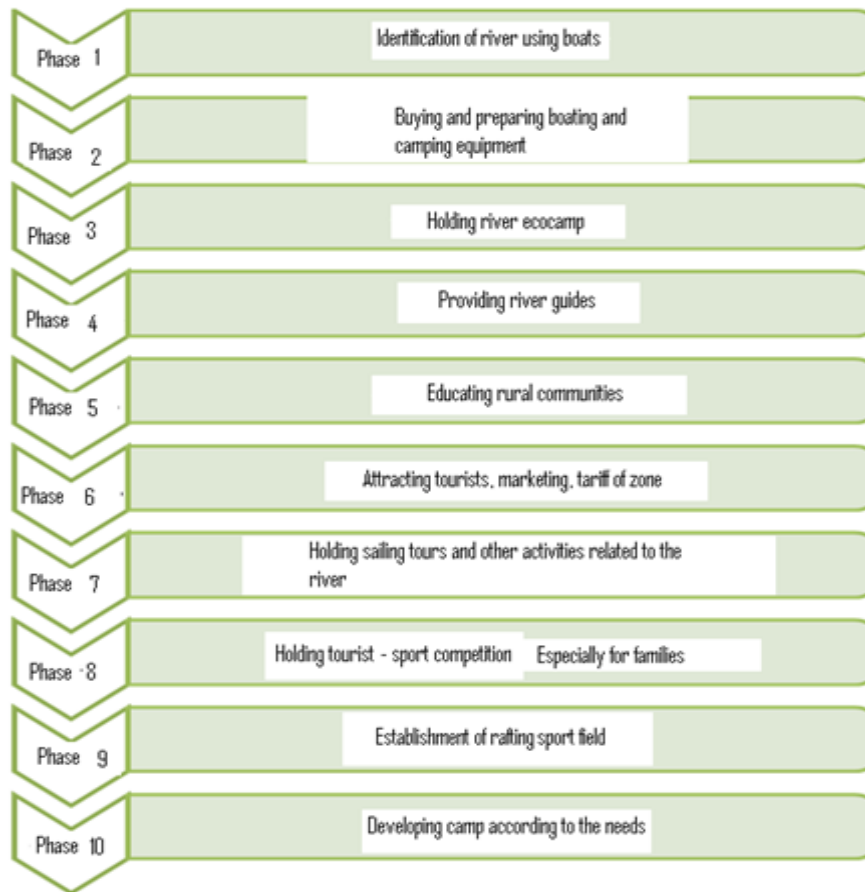 Phase 1
Identification of river using boats
Phase 2
Buying and preparing boating and
camping equipment
Phase 3
Holding river ecocamp
Phase 4
Providing river guides
Phase 5
Educating rural communities
Phase 6
Attracting tourists, marketing, tariff of zone
Phase 7
Holding sailing tours and other activities related to the
river
Phase 8
Holding tourist - sport competition Especially for families
Phase 9
Establishment of rafting sport field
Phase 10
Developing camp according to the needs